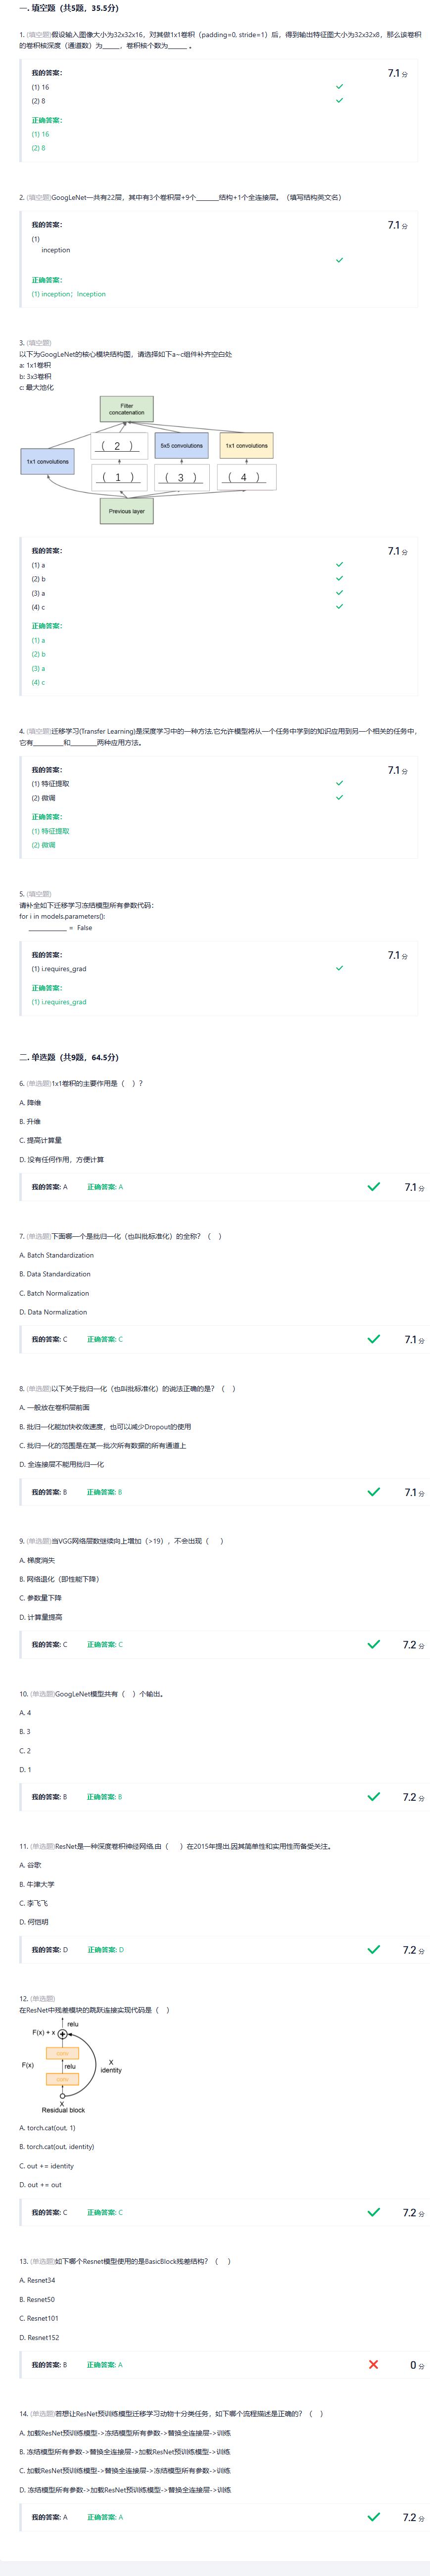 一. 填空题（共5题，35.5分）
1. (填空题)假设输入图像大小为32x32x16，对其做1x1卷积（padding=0, stride=1）后，得到输出特征图大小为32x32x8，那么该卷积
的卷积核深度（通道数）为_____，卷积核个数为______ 。
我的答案：
7.1 分
(1) 16
(2) 8
正确答案：
(1) 16
(2) 8
2. (填空题)GoogLeNet一共有22层，其中有3个卷积层+9个_______结构+1个全连接层。（填写结构英文名）
我的答案：
7.1 分
(1)
inception
正确答案：
(1) inception；Inception
3. (填空题)
以下为GoogLeNet的核心模块结构图，请选择如下a~c组件补齐空白处
a: 1x1卷积
b: 3x3卷积
c: 最大池化
Filter
concatenation
( 2 )
5x5 convolutions
1x1 convolutions
1x1 convolutions
( 1 )
( 3 )
( 4 )
Previous layer
我的答案：
7.1 分
(1) a
(2) b
(3) a
(4) c
正确答案：
(1) a
(2) b
(3) a
(4) c
4. (填空题)迁移学习(Transfer Learning)是深度学习中的一种方法,它允许模型将从一个任务中学到的知识应用到另一个相关的任务中,
它有_________和________两种应用方法。
我的答案：
7.1 分
(1) 特征提取
(2) 微调
正确答案：
(1) 特征提取
(2) 微调
5. (填空题)
请补全如下迁移学习冻结模型所有参数代码：
for i in models.parameters():
____________ = False
我的答案：
7.1 分
(1) i.requires_grad
正确答案：
(1) i.requires_grad
二. 单选题（共9题，64.5分）
6. (单选题)1x1卷积的主要作用是（ ）?
A. 降维
B. 升维
C. 提高计算量
D. 没有任何作用，方便计算
我的答案: A 正确答案: A 7.1 分
7. (单选题)下面哪一个是批归一化（也叫批标准化）的全称？（ ）
A. Batch Standardization
B. Data Standardization
C. Batch Normalization
D. Data Normalization
我的答案: C 正确答案: C 7.1 分
8. (单选题)以下关于批归一化（也叫批标准化）的说法正确的是？（ ）
A. 一般放在卷积层前面
B. 批归一化能加快收敛速度，也可以减少Dropout的使用
C. 批归一化的范围是在某一批次所有数据的所有通道上
D. 全连接层不能用批归一化
我的答案: B 正确答案: B 7.1 分
9. (单选题)当VGG网络层数继续向上增加（>19），不会出现（ ）
A. 梯度消失
B. 网络退化（即性能下降）
C. 参数量下降
D. 计算量提高
我的答案: C 正确答案: C 7.2 分
10. (单选题)GoogLeNet模型共有（ ）个输出。
A. 4
B. 3
C. 2
D. 1
我的答案: B 正确答案: B 7.2 分
11. (单选题)ResNet是一种深度卷积神经网络,由（ ）在2015年提出,因其简单性和实用性而备受关注。
A. 谷歌
B. 牛津大学
C. 李飞飞
D. 何恺明
我的答案: D 正确答案: D 7.2 分
12. (单选题)
在ResNet中残差模块的跳跃连接实现代码是（ ）
relu
F(x) + x
conv
F(x)
relu
X
identity
conv
X
Residual block
A. torch.cat(out, 1)
B. torch.cat(out, identity)
C. out += identity
D. out += out
我的答案: C 正确答案: C 7.2 分
13. (单选题)如下哪个Resnet模型使用的是BasicBlock残差结构？（ ）
A. Resnet34
B. Resnet50
C. Resnet101
D. Resnet152
我的答案: B 正确答案: A 0 分
14. (单选题)若想让ResNet预训练模型迁移学习动物十分类任务，如下哪个流程描述是正确的？（ ）
A. 加载ResNet预训练模型->冻结模型所有参数->替换全连接层->训练
B. 冻结模型所有参数->替换全连接层->加载ResNet预训练模型->训练
C. 加载ResNet预训练模型->替换全连接层->冻结模型所有参数->训练
D. 冻结模型所有参数->加载ResNet预训练模型->替换全连接层->训练
我的答案: A 正确答案: A 7.2 分